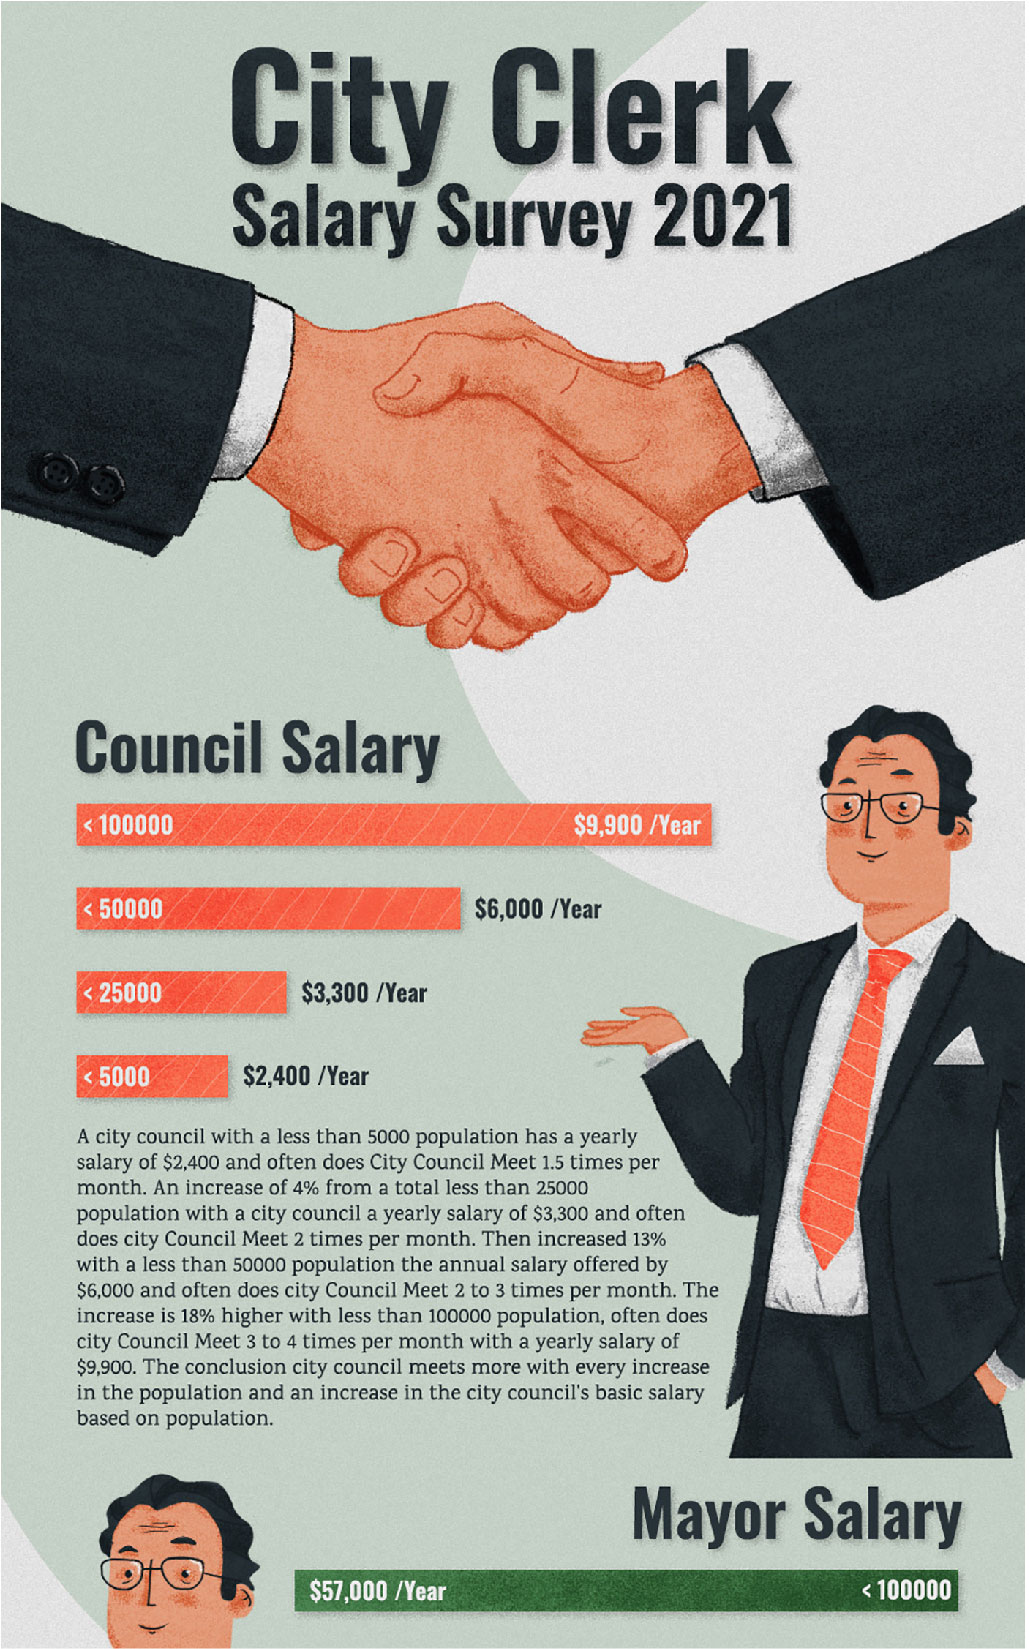 City Clerk
Salary Survey 2021
Council Salary
< 100000 $9,900 /Year
< 50000 $6,000 /Year
< 25000 $3,300 /Year
< 5000 $2,400 /Year
A city council with a less than 5000 population has a yearly
salary of $2,400 and often does City Council Meet 1.5 times per
month. An increase of 4% from a total less than 25000
population with a city council a yearly salary of $3,300 and often
does city Council Meet 2 times per month. Then increased 13%
with a less than 50000 population the annual salary offered by
$6,000 and often does city Council Meet 2 to 3 times per month. The
increase is 18% higher with less than 100000 population, often does
city Council Meet 3 to 4 times per month with a yearly salary of
$9,900. The conclusion city council meets more with every increase
in the population and an increase in the city council's basic salary
based on population.
Mayor Salary
$57,000 /Year < 100000